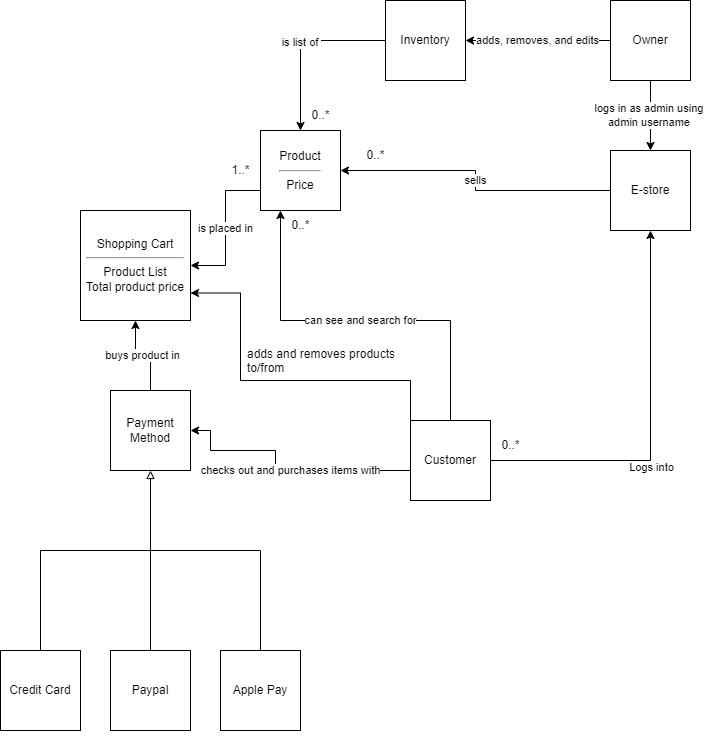 Inventory
Owner
is list of
adds, removes, and edits
logs in as admin using
admin username
0..*
Product
Price
0..*
sells
E-store
1..*
is placed in
0..*
Shopping Cart
Product List
Total product price
can see and search for
buys product in
adds and removes products
to/from
Payment
Method
Customer
0..*
checks out and purchases items with
Logs into
Credit Card
Paypal
Apple Pay